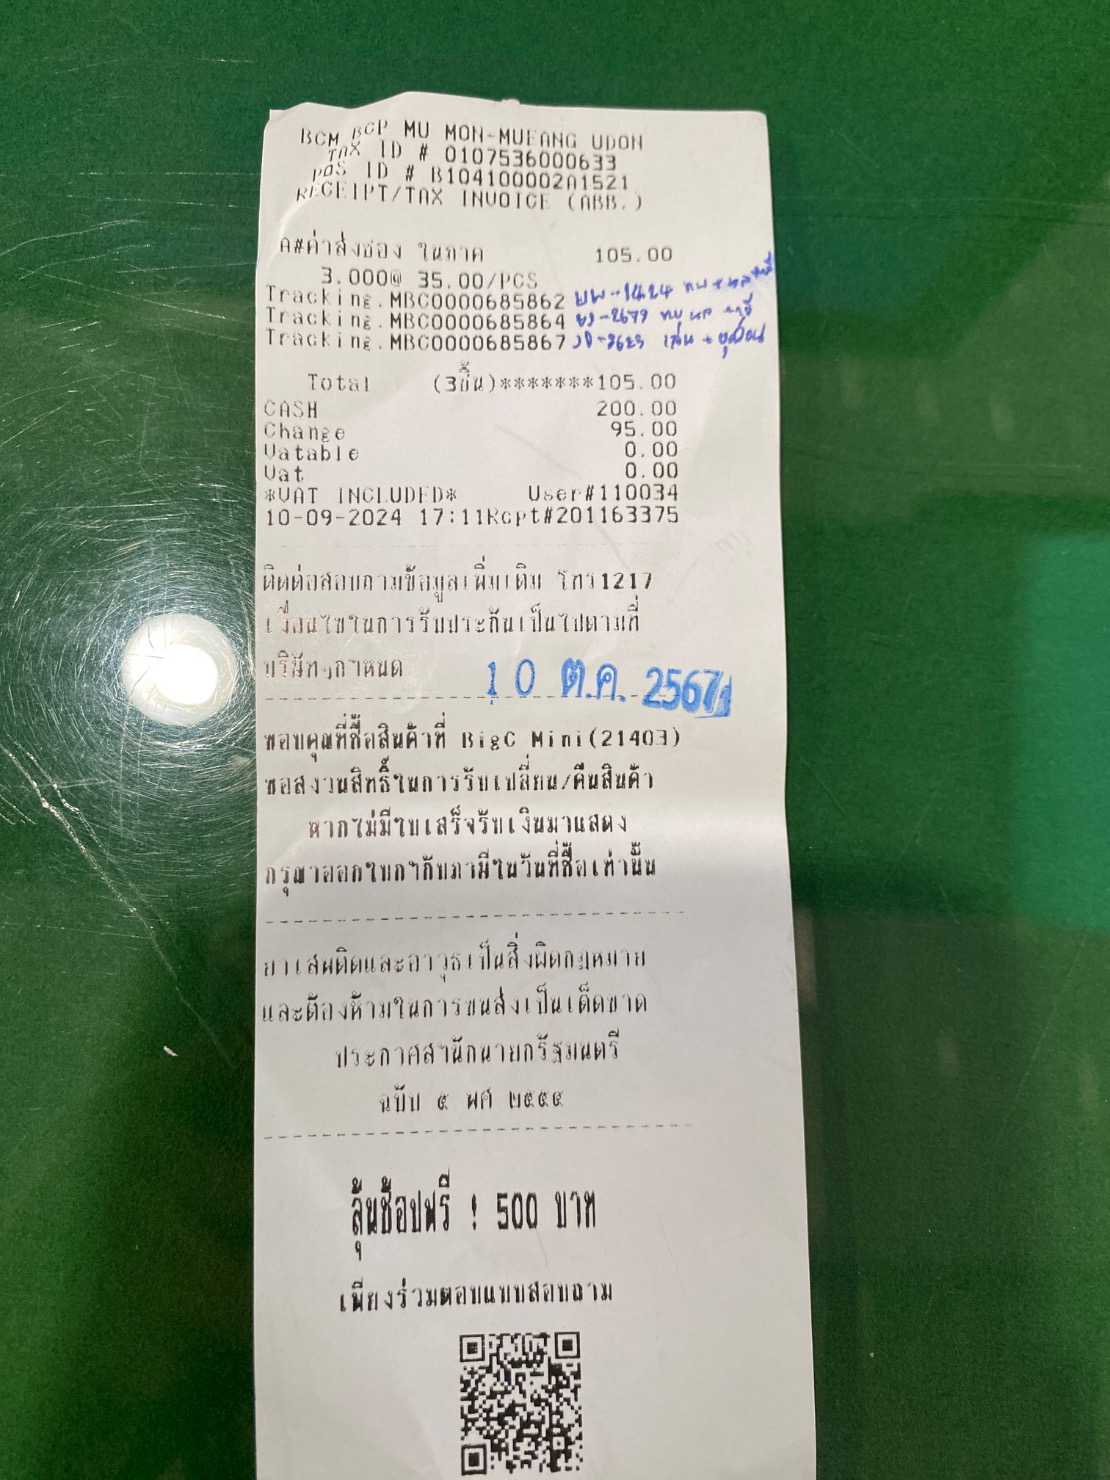 BCM BCP MU MON-MUEANG UDON
TAX ID # 0107536000633
POS ID # B104100002A1521
RECEIPT/TAX INVOICE (ABB.)
A#ค่าส่งของ ในภาค 105.00
3.000@ 35.00/PCS
Tracking.MBC0000685862
Tracking.MBC0000685864
Tracking.MBC0000685867
Total (3ชิ้น)*******105.00
CASH 200.00
Change 95.00
Vatable 0.00
Vat 0.00
*VAT INCLUDED* User#110034
10-09-2024 17:11Rcpt#201163375
ติดต่อสอบถามข้อมูลเพิ่มเติม โทร1217
เงื่อนไขในการรับประกันเป็นไปตามที่
บริษัทฯกำหนด
10 ต.ค. 2567
ขอบคุณที่ซื้อสินค้าที่ BigC Mini(21403)
ขอสงวนสิทธิ์ในการรับเปลี่ยน/คืนสินค้า
หากไม่มีใบเสร็จรับเงินมาแสดง
กรุณาออกใบกำกับภาษีในวันที่ซื้อเท่านั้น
ยาเสพติดและอาวุธเป็นสิ่งผิดกฎหมาย
และต้องห้ามในการขนส่งเป็นเด็ดขาด
ประกาศสำนักนายกรัฐมนตรี
ฉบับ ๕ พศ ๒๕๕๔
ลุ้นช้อปฟรี ! 500 บาท
เพียงร่วมตอบแบบสอบถาม